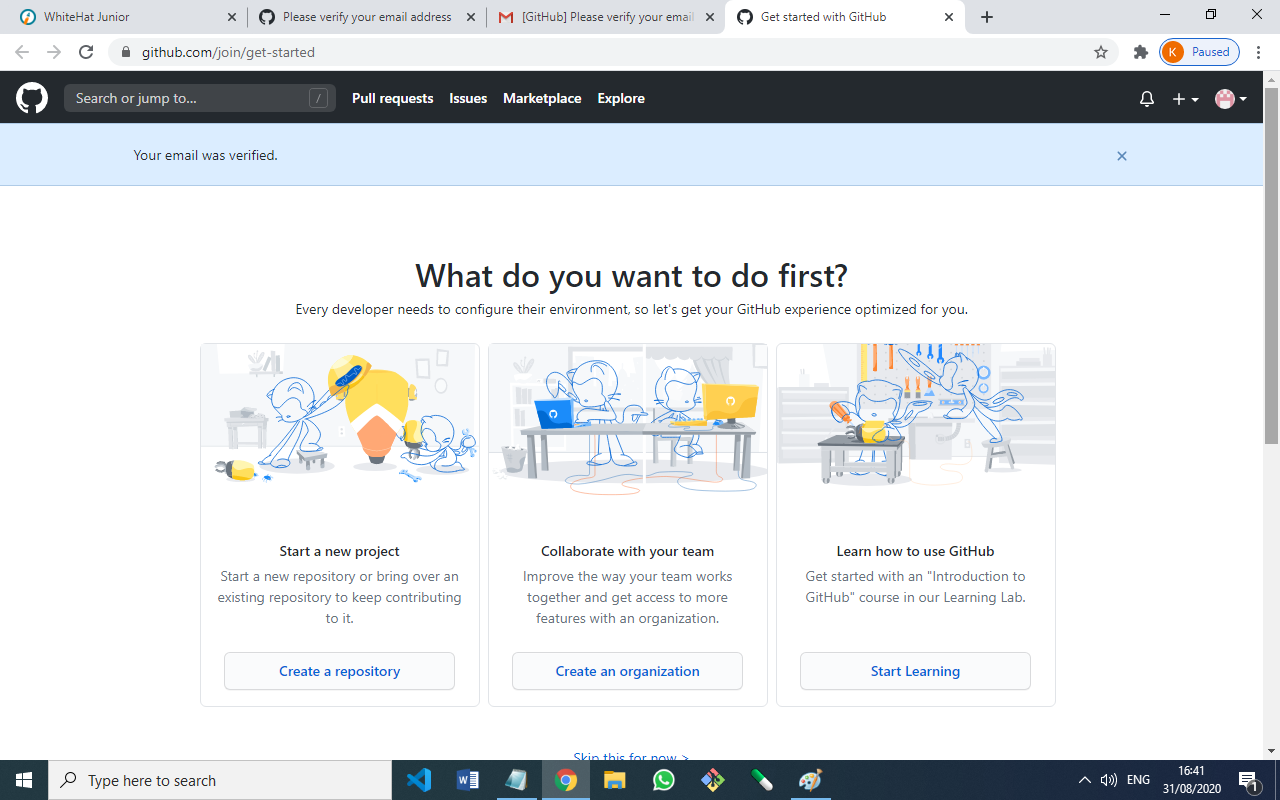 WhiteHat Junior
Please verify your email address
[GitHub] Please verify your email
Get started with GitHub
github.com/join/get-started
K Paused
Search or jump to... /
Pull requests Issues Marketplace Explore
Your email was verified.
What do you want to do first?
Every developer needs to configure their environment, so let's get your GitHub experience optimized for you.
Start a new project
Start a new repository or bring over an
existing repository to keep contributing
to it.
Create a repository
Collaborate with your team
Improve the way your team works
together and get access to more
features with an organization.
Create an organization
Learn how to use GitHub
Get started with an "Introduction to
GitHub" course in our Learning Lab.
Start Learning
Skip this for now >
Type here to search
ENG
16:41
31/08/2020
1